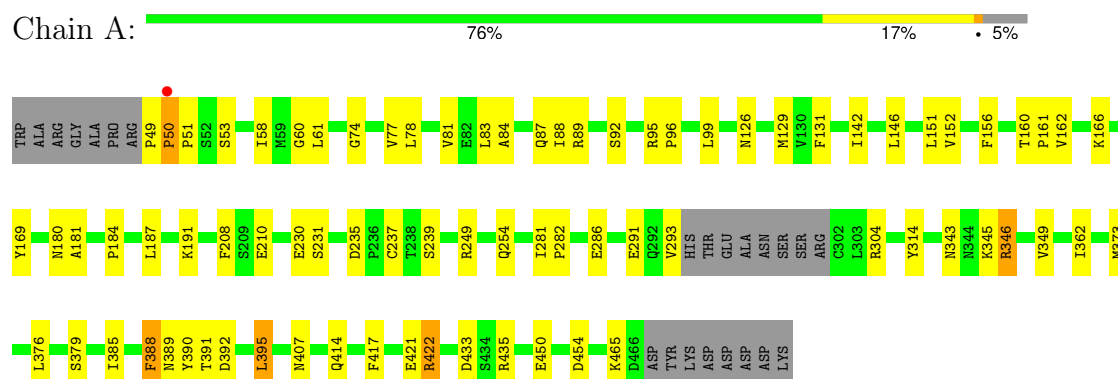 Chain A:
76% 17% • 5%
TRP ALA ARG GLY ALA PRO ARG P49 P50 P51 S52 S53 I58 M59 G60 L61 G74 V77 L78 V81 E82 L83 A84 Q87 I88 R89 S92 R95 P96 L99 N126 M129 V130 F131 I142 L146 L151 V152 F156 T160 P161 V162 K166
Y169 N180 A181 P184 L187 K191 F208 S209 E210 E230 S231 D235 P236 C237 T238 S239 R249 Q254 I281 P282 E286 E291 Q292 V293 HIS THR GLU ALA ASN SER SER ARG C302 L303 R304 Y314 N343 N344 K345 R346 V349 I362 M373
L376 S379 I385 F388 N389 Y390 T391 D392 L395 N407 Q414 F417 E421 R422 D433 S434 R435 E450 D454 K465 D466 ASP TYR LYS ASP ASP ASP ASP LYS